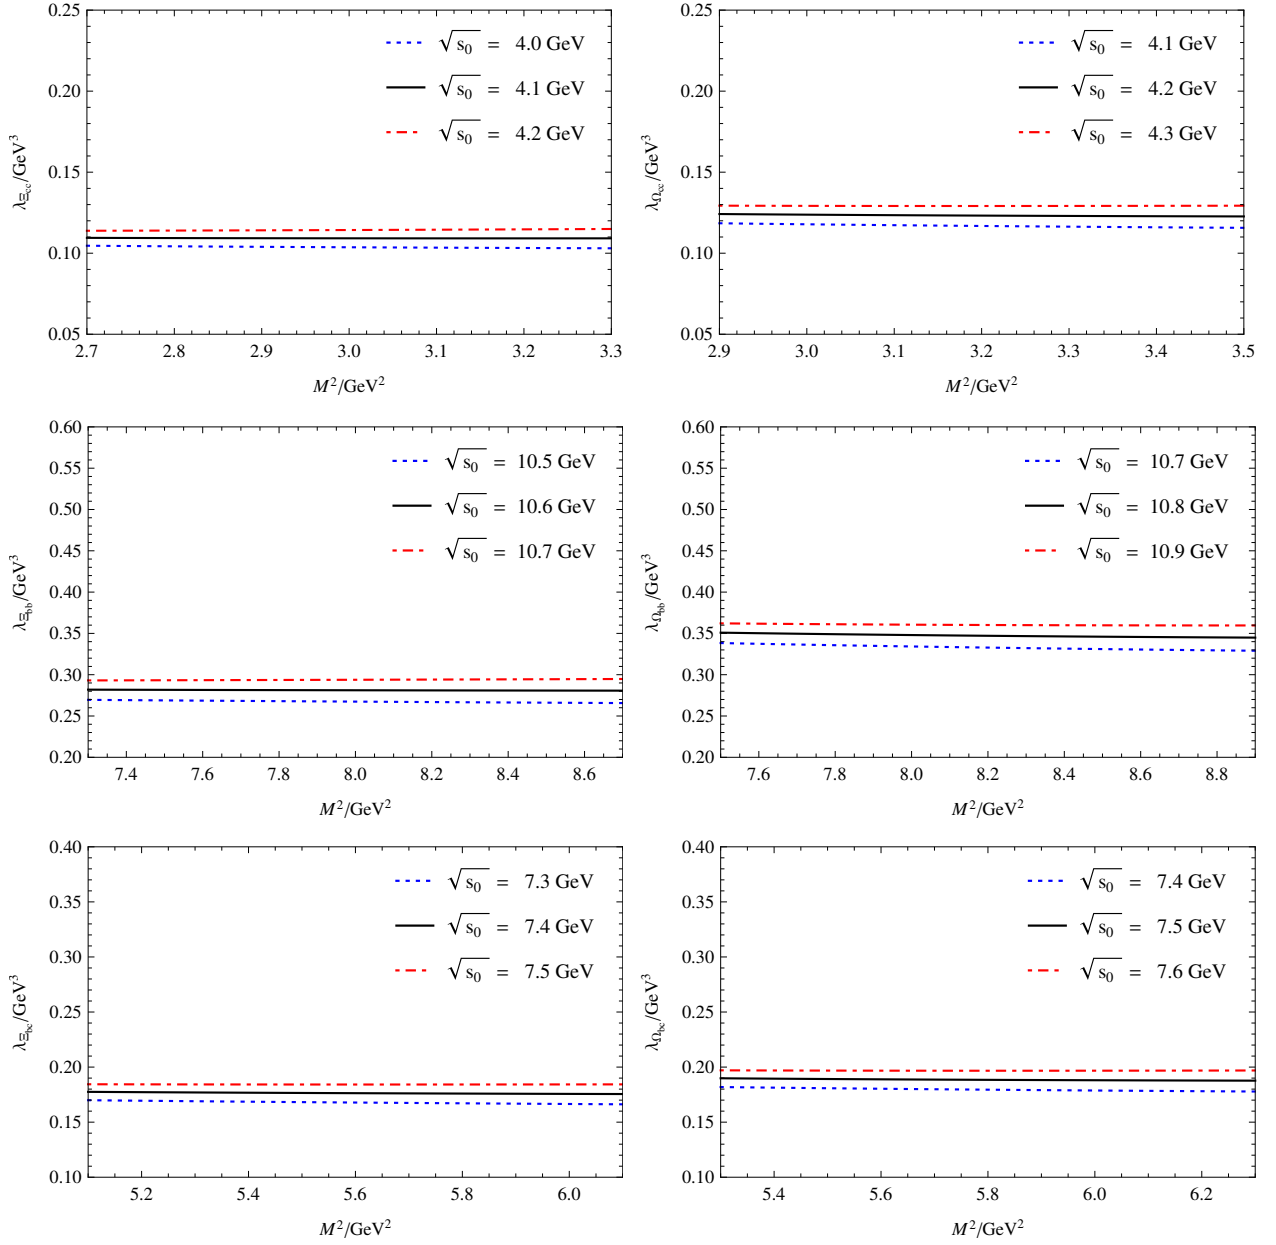 0.25
0.20
0.15
0.10
0.05
λΞcc/GeV³
√s₀ = 4.0 GeV
√s₀ = 4.1 GeV
√s₀ = 4.2 GeV
2.7 2.8 2.9 3.0 3.1 3.2 3.3
M²/GeV²
0.25
0.20
0.15
0.10
0.05
λΩcc/GeV³
√s₀ = 4.1 GeV
√s₀ = 4.2 GeV
√s₀ = 4.3 GeV
2.9 3.0 3.1 3.2 3.3 3.4 3.5
M²/GeV²
0.60
0.55
0.50
0.45
0.40
0.35
0.30
0.25
0.20
λΞbb/GeV³
√s₀ = 10.5 GeV
√s₀ = 10.6 GeV
√s₀ = 10.7 GeV
7.4 7.6 7.8 8.0 8.2 8.4 8.6
M²/GeV²
0.60
0.55
0.50
0.45
0.40
0.35
0.30
0.25
0.20
λΩbb/GeV³
√s₀ = 10.7 GeV
√s₀ = 10.8 GeV
√s₀ = 10.9 GeV
7.6 7.8 8.0 8.2 8.4 8.6 8.8
M²/GeV²
0.40
0.35
0.30
0.25
0.20
0.15
0.10
λΞbc/GeV³
√s₀ = 7.3 GeV
√s₀ = 7.4 GeV
√s₀ = 7.5 GeV
5.2 5.4 5.6 5.8 6.0
M²/GeV²
0.40
0.35
0.30
0.25
0.20
0.15
0.10
λΩbc/GeV³
√s₀ = 7.4 GeV
√s₀ = 7.5 GeV
√s₀ = 7.6 GeV
5.4 5.6 5.8 6.0 6.2
M²/GeV²